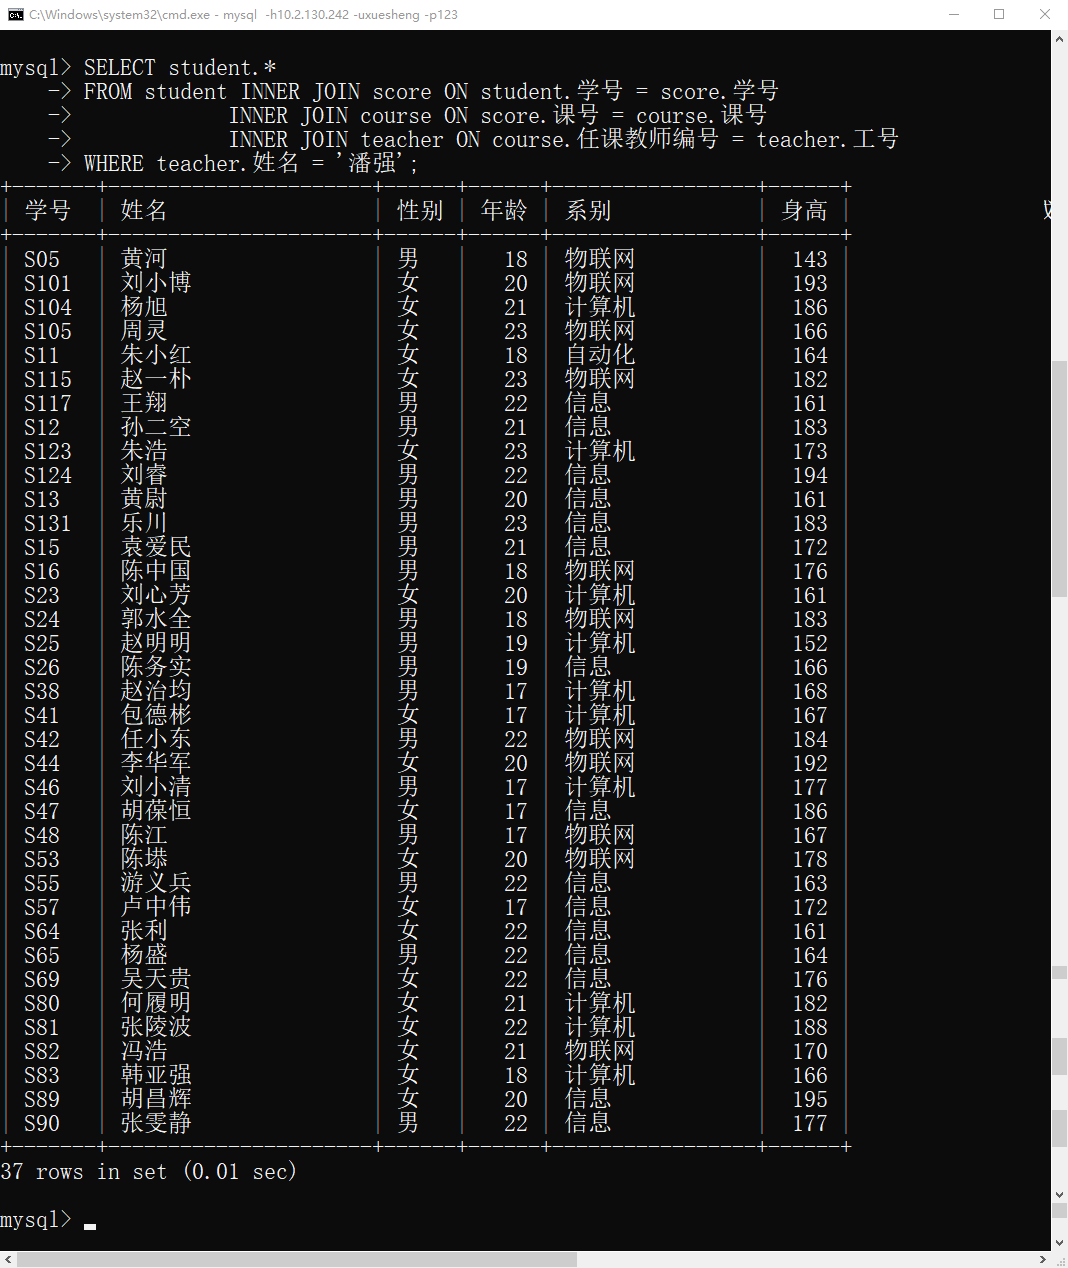 C:\Windows\system32\cmd.exe - mysql -h10.2.130.242 -uxuesheng -p123
mysql> SELECT student.*
    -> FROM student INNER JOIN score ON student.学号 = score.学号
    ->             INNER JOIN course ON score.课号 = course.课号
    ->             INNER JOIN teacher ON course.任课教师编号 = teacher.工号
    -> WHERE teacher.姓名 = '潘强';
+-------+----------------------+------+------+-----------------+------+
| 学号 | 姓名 | 性别 | 年龄 | 系别 | 身高 |
+-------+----------------------+------+------+-----------------+------+
| S05 | 黄河 | 男 | 18 | 物联网 | 143
| S101 | 刘小博 | 女 | 20 | 物联网 | 193
| S104 | 杨旭 | 女 | 21 | 计算机 | 186
| S105 | 周灵 | 女 | 23 | 物联网 | 166
| S11 | 朱小红 | 女 | 18 | 自动化 | 164
| S115 | 赵一朴 | 女 | 23 | 物联网 | 182
| S117 | 王翔 | 男 | 22 | 信息 | 161
| S12 | 孙二空 | 男 | 21 | 信息 | 183
| S123 | 朱浩 | 女 | 23 | 计算机 | 173
| S124 | 刘睿 | 男 | 22 | 信息 | 194
| S13 | 黄尉 | 男 | 20 | 信息 | 161
| S131 | 乐川 | 男 | 23 | 信息 | 183
| S15 | 袁爱民 | 男 | 21 | 信息 | 172
| S16 | 陈中国 | 男 | 18 | 物联网 | 176
| S23 | 刘心芳 | 女 | 20 | 计算机 | 161
| S24 | 郭水全 | 男 | 18 | 物联网 | 183
| S25 | 赵明明 | 男 | 19 | 计算机 | 152
| S26 | 陈务实 | 男 | 19 | 信息 | 166
| S38 | 赵治均 | 男 | 17 | 计算机 | 168
| S41 | 包德彬 | 女 | 17 | 计算机 | 167
| S42 | 任小东 | 男 | 22 | 物联网 | 184
| S44 | 李华军 | 女 | 20 | 物联网 | 192
| S46 | 刘小清 | 男 | 17 | 计算机 | 177
| S47 | 胡葆恒 | 女 | 17 | 信息 | 186
| S48 | 陈江 | 男 | 17 | 物联网 | 167
| S53 | 陈塨 | 女 | 20 | 物联网 | 178
| S55 | 游义兵 | 男 | 22 | 信息 | 163
| S57 | 卢中伟 | 女 | 17 | 信息 | 172
| S64 | 张利 | 女 | 22 | 信息 | 161
| S65 | 杨盛 | 男 | 22 | 信息 | 164
| S69 | 吴天贵 | 女 | 22 | 信息 | 176
| S80 | 何履明 | 女 | 21 | 计算机 | 182
| S81 | 张陵波 | 女 | 22 | 计算机 | 188
| S82 | 冯浩 | 女 | 21 | 物联网 | 170
| S83 | 韩亚强 | 女 | 18 | 计算机 | 166
| S89 | 胡昌辉 | 女 | 20 | 信息 | 195
| S90 | 张雯静 | 男 | 22 | 信息 | 177 |
+-------+----------------------+------+------+-----------------+------+
37 rows in set (0.01 sec)
mysql>